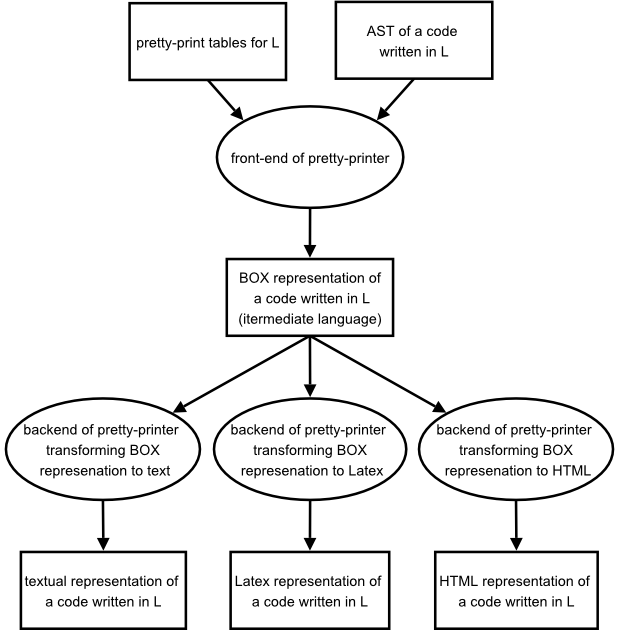 pretty-print tables for L
AST of a code
written in L
front-end of pretty-printer
BOX representation of
a code written in L
(itermediate language)
backend of pretty-printer
transforming BOX
represenation to text
backend of pretty-printer
transforming BOX
represenation to Latex
backend of pretty-printer
transforming BOX
represenation to HTML
textual representation of
a code written in L
Latex representation of
a code written in L
HTML representation of
a code written in L